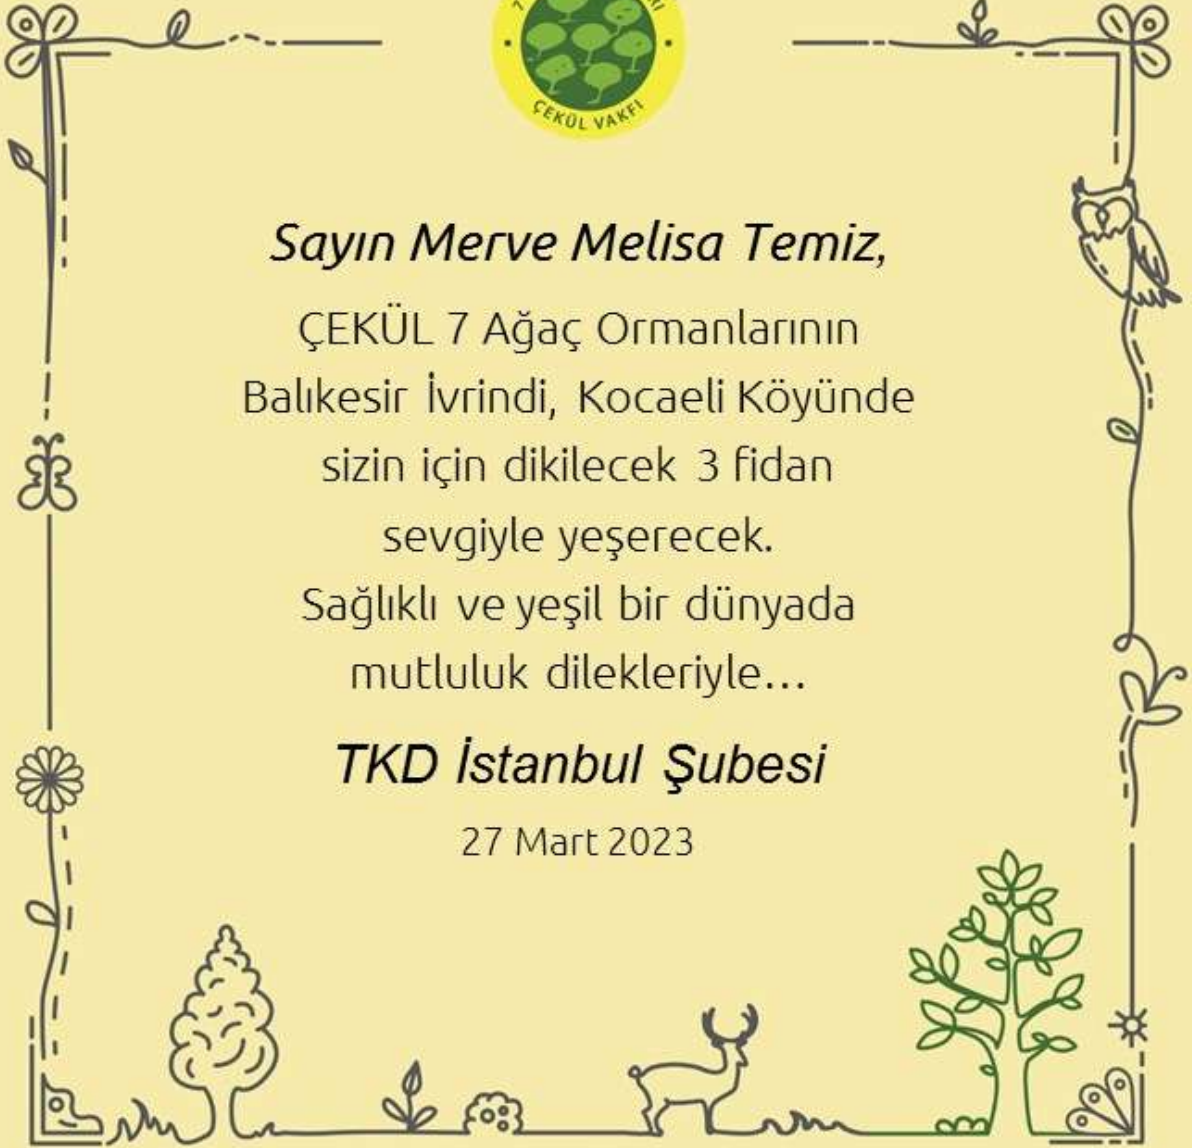 ÇEKÜL VAKFI
Sayın Merve Melisa Temiz,
ÇEKÜL 7 Ağaç Ormanlarının
Balıkesir İvrindi, Kocaeli Köyünde
sizin için dikilecek 3 fidan
sevgiyle yeşerecek.
Sağlıklı ve yeşil bir dünyada
mutluluk dilekleriyle...
TKD İstanbul Şubesi
27 Mart 2023